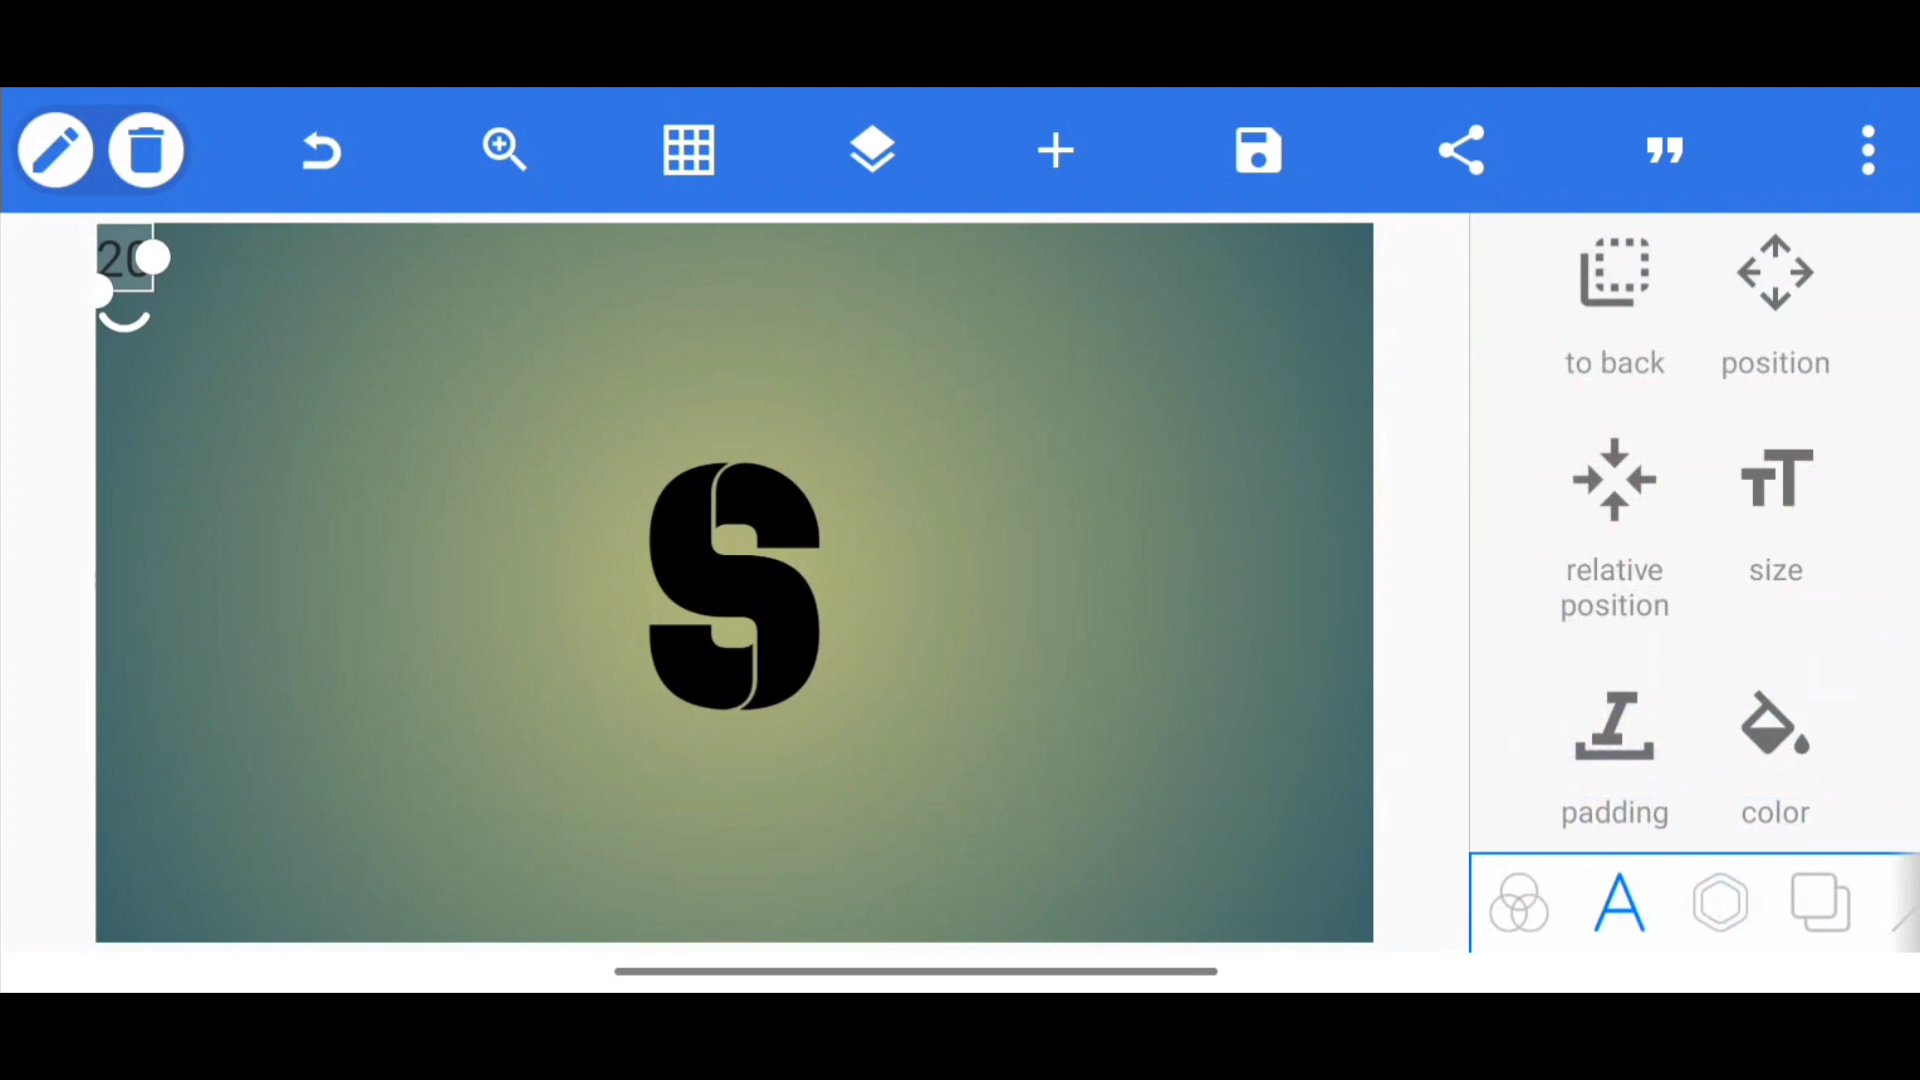 20
S
to back
position
relative
position
size
padding
color